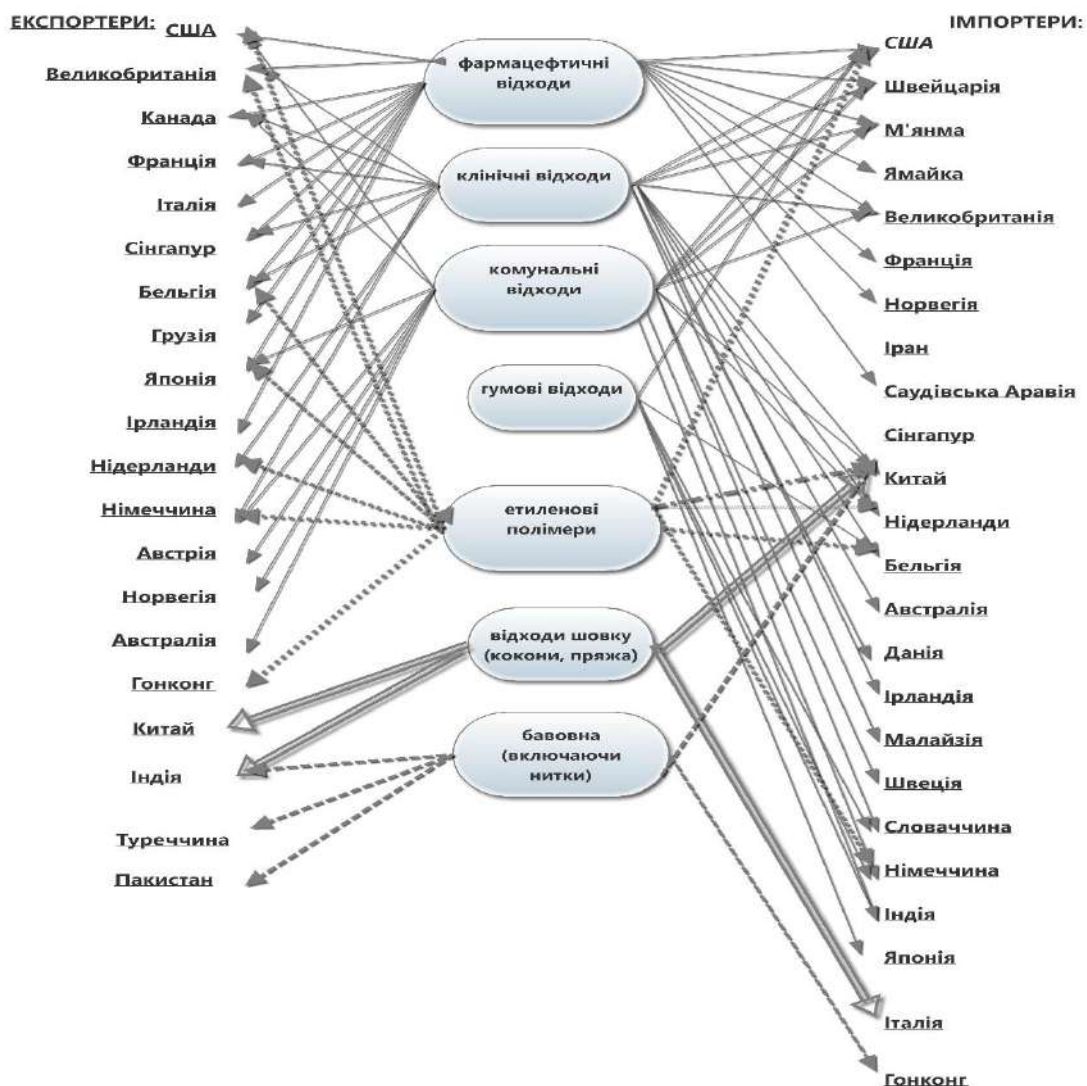 ЕКСПОРТЕРИ:
США
Великобританія
Канада
Франція
Італія
Сінгапур
Бельгія
Грузія
Японія
Ірландія
Нідерланди
Німеччина
Австрія
Норвегія
Австралія
Гонконг
Китай
Індія
Туреччина
Пакистан
фармацефтичні
відходи
клінічні відходи
комунальні
відходи
гумові відходи
етиленові
полімери
відходи шовку
(кокони, пряжа)
бавовна
(включаючи
нитки)
ІМПОРТЕРИ:
США
Швейцарія
М'янма
Ямайка
Великобританія
Франція
Норвегія
Іран
Саудівська Аравія
Сінгапур
Китай
Нідерланди
Бельгія
Австралія
Данія
Ірландія
Малайзія
Швеція
Словаччина
Німеччина
Індія
Японія
Італія
Гонконг